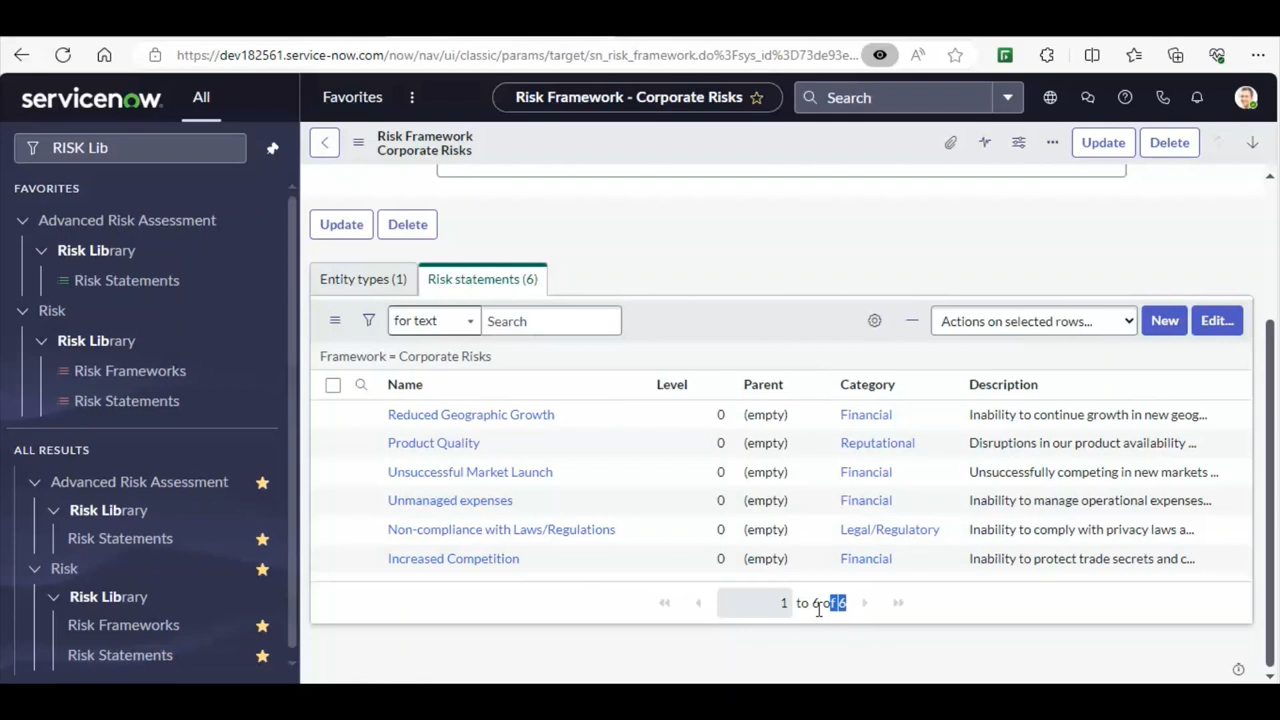 https://dev182561.service-now.com/now/nav/ui/classic/params/target/sn_risk_framework.do%3Fsys_id%3D73de93e...
servicenow
All
Favorites
Risk Framework - Corporate Risks
Search
RISK Lib
Risk Framework
Corporate Risks
Update
Delete
FAVORITES
Advanced Risk Assessment
Risk Library
Risk Statements
Risk
Risk Library
Risk Frameworks
Risk Statements
ALL RESULTS
Advanced Risk Assessment
Risk Library
Risk Statements
Risk
Risk Library
Risk Frameworks
Risk Statements
Update Delete
Entity types (1) Risk statements (6)
for text Search Actions on selected rows... New Edit...
Framework = Corporate Risks
Name Level Parent Category Description
Reduced Geographic Growth 0 (empty) Financial Inability to continue growth in new geog...
Product Quality 0 (empty) Reputational Disruptions in our product availability ...
Unsuccessful Market Launch 0 (empty) Financial Unsuccessfully competing in new markets ...
Unmanaged expenses 0 (empty) Financial Inability to manage operational expenses...
Non-compliance with Laws/Regulations 0 (empty) Legal/Regulatory Inability to comply with privacy laws a...
Increased Competition 0 (empty) Financial Inability to protect trade secrets and c...
1 to 6 of 6